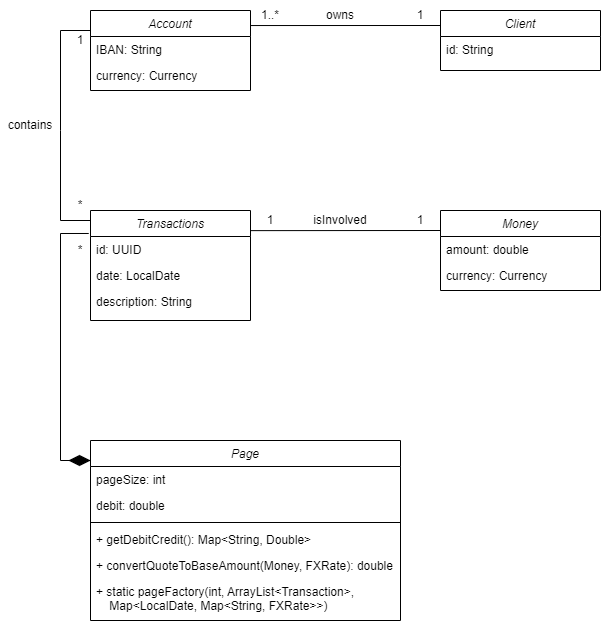 Account
IBAN: String
currency: Currency
1..*
owns
1
Client
id: String
1
contains
*
Transactions
id: UUID
date: LocalDate
description: String
1
isInvolved
1
Money
amount: double
currency: Currency
*
Page
pageSize: int
debit: double
+ getDebitCredit(): Map<String, Double>
+ convertQuoteToBaseAmount(Money, FXRate): double
+ static pageFactory(int, ArrayList<Transaction>,
Map<LocalDate, Map<String, FXRate>>)